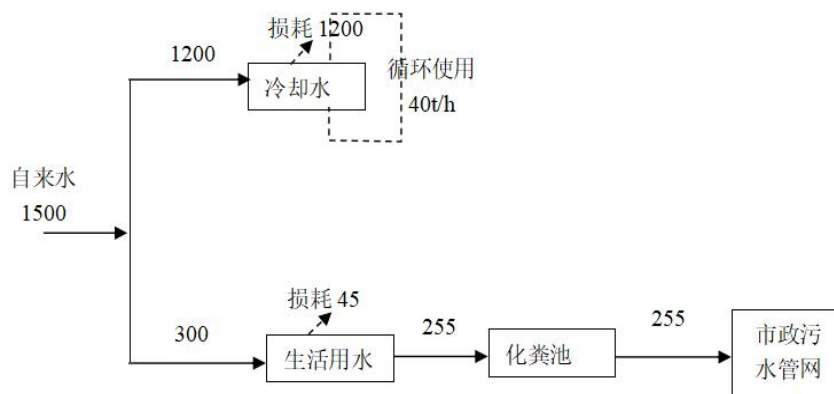 损耗 1200
1200
冷却水
循环使用
40t/h
自来水
1500
损耗 45
300
生活用水
255
化粪池
255
市政污
水管网